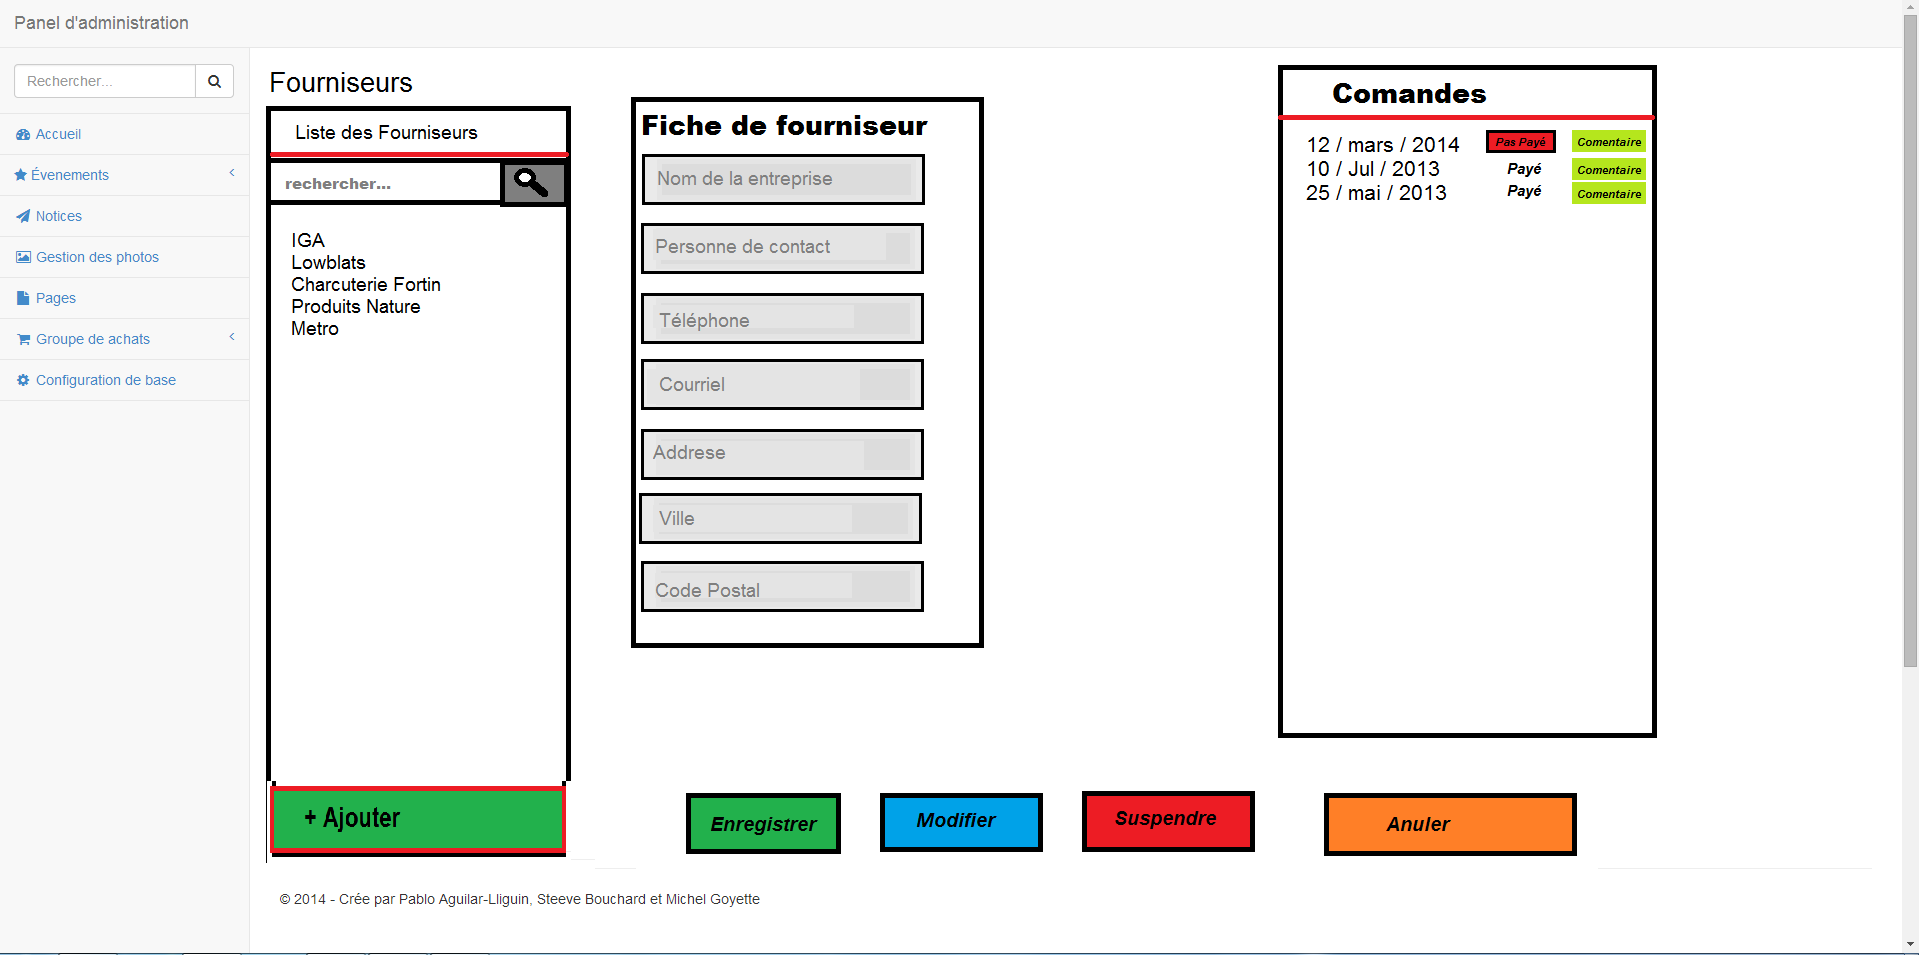 Panel d'administration
Rechercher...
Accueil
Évenements
Notices
Gestion des photos
Pages
Groupe de achats
Configuration de base
Fourniseurs
Liste des Fourniseurs
rechercher...
IGA
Lowblats
Charcuterie Fortin
Produits Nature
Metro
+ Ajouter
Fiche de fourniseur
Nom de la entreprise
Personne de contact
Téléphone
Courriel
Addrese
Ville
Code Postal
Comandes
12 / mars / 2014 Pas Payé Comentaire
10 / Jul / 2013 Payé Comentaire
25 / mai / 2013 Payé Comentaire
Enregistrer
Modifier
Suspendre
Anuler
© 2014 - Crée par Pablo Aguilar-Lliguin, Steeve Bouchard et Michel Goyette